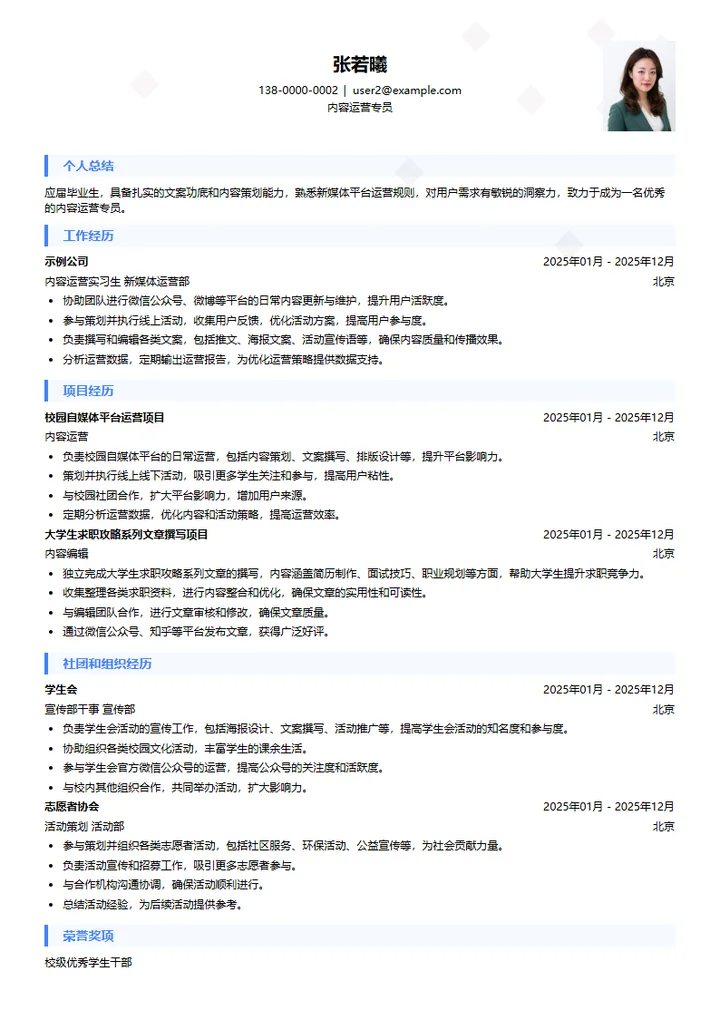 张若曦
138-0000-0002 | user2@example.com
内容运营专员
个人总结
应届毕业生，具备扎实的文案功底和内容策划能力，熟悉新媒体平台运营规则，对用户需求有敏锐的洞察力，致力于成为一名优秀
的内容运营专员。
工作经历
示例公司 2025年01月 - 2025年12月
内容运营实习生 新媒体运营部 北京
• 协助团队进行微信公众号、微博等平台的日常内容更新与维护，提升用户活跃度。
• 参与策划并执行线上活动，收集用户反馈，优化活动方案，提高用户参与度。
• 负责撰写和编辑各类文案，包括推文、海报文案、活动宣传语等，确保内容质量和传播效果。
• 分析运营数据，定期输出运营报告，为优化运营策略提供数据支持。
项目经历
校园自媒体平台运营项目 2025年01月 - 2025年12月
内容运营 北京
• 负责校园自媒体平台的日常运营，包括内容策划、文案撰写、排版设计等，提升平台影响力。
• 策划并执行线上线下活动，吸引更多学生关注和参与，提高用户粘性。
• 与校园社团合作，扩大平台影响力，增加用户来源。
• 定期分析运营数据，优化内容和活动策略，提高运营效率。
大学生求职攻略系列文章撰写项目 2025年01月 - 2025年12月
内容编辑 北京
• 独立完成大学生求职攻略系列文章的撰写，内容涵盖简历制作、面试技巧、职业规划等方面，帮助大学生提升求职竞争力。
• 收集整理各类求职资料，进行内容整合和优化，确保文章的实用性和可读性。
• 与编辑团队合作，进行文章审核和修改，确保文章质量。
• 通过微信公众号、知乎等平台发布文章，获得广泛好评。
社团和组织经历
学生会 2025年01月 - 2025年12月
宣传部干事 宣传部 北京
• 负责学生会活动的宣传工作，包括海报设计、文案撰写、活动推广等，提高学生会活动的知名度和参与度。
• 协助组织各类校园文化活动，丰富学生的课余生活。
• 参与学生会官方微信公众号的运营，提高公众号的关注度和活跃度。
• 与校内其他组织合作，共同举办活动，扩大影响力。
志愿者协会 2025年01月 - 2025年12月
活动策划 活动部 北京
• 参与策划并组织各类志愿者活动，包括社区服务、环保活动、公益宣传等，为社会贡献力量。
• 负责活动宣传和招募工作，吸引更多志愿者参与。
• 与合作机构沟通协调，确保活动顺利进行。
• 总结活动经验，为后续活动提供参考。
荣誉奖项
校级优秀学生干部